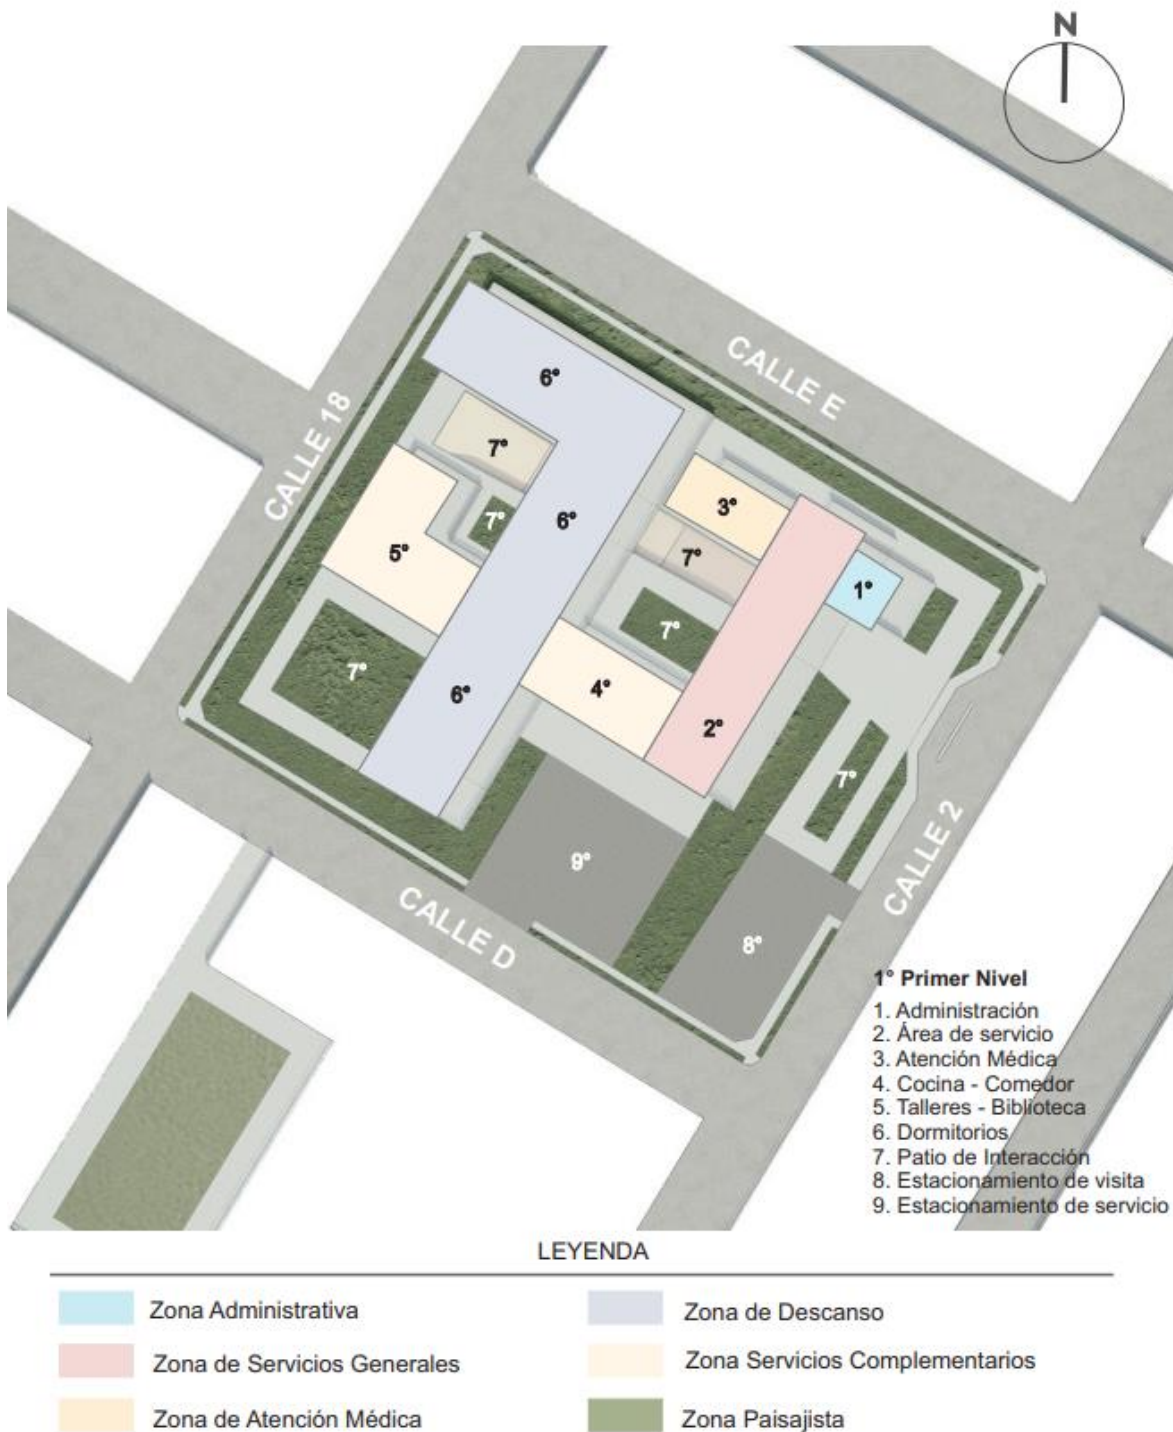 N
CALLE E
CALLE 18
6°
7°
3°
7°
6°
5°
7°
1°
7°
7°
6°
4°
2°
7°
9°
8°
CALLE 2
CALLE D
1° Primer Nivel
1. Administración
2. Área de servicio
3. Atención Médica
4. Cocina - Comedor
5. Talleres - Biblioteca
6. Dormitorios
7. Patio de Interacción
8. Estacionamiento de visita
9. Estacionamiento de servicio
LEYENDA
Zona Administrativa
Zona de Descanso
Zona de Servicios Generales
Zona Servicios Complementarios
Zona de Atención Médica
Zona Paisajista